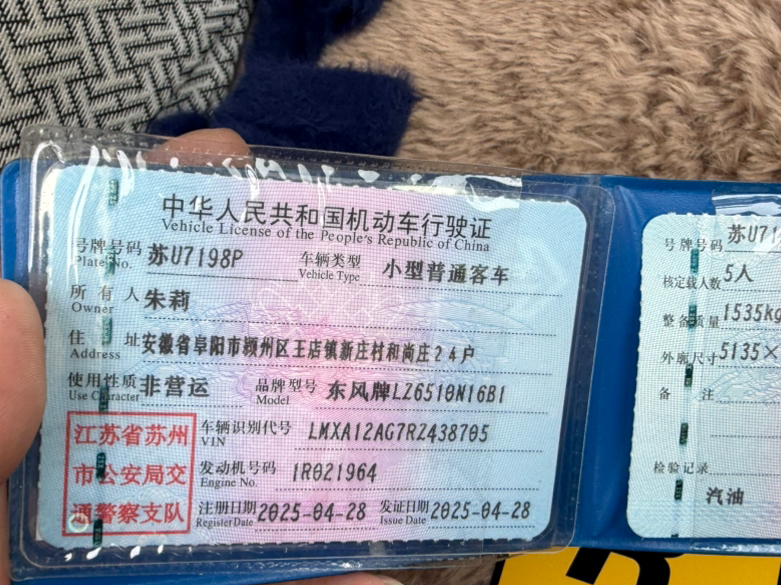 中华人民共和国机动车行驶证
Vehicle License of the People's Republic of China
号牌号码 苏U7198P 车辆类型 小型普通客车
Plate No. Vehicle Type
所有人 朱莉
Owner
住址 安徽省阜阳市颍州区王店镇新庄村和尚庄24户
Address
使用性质 非营运 品牌型号 东风牌LZ6510N16B1
Use Character Model
江苏省苏州市公安局交通警察支队
车辆识别代号 LMXA12AG7RZ438705
VIN
发动机号码 1R021964
Engine No.
注册日期 2025-04-28 发证日期 2025-04-28
Register Date Issue Date
号牌号码 苏U71
核定载人数 5人
整备质量 1535kg
外廓尺寸 5135×
备注
检验记录
汽油